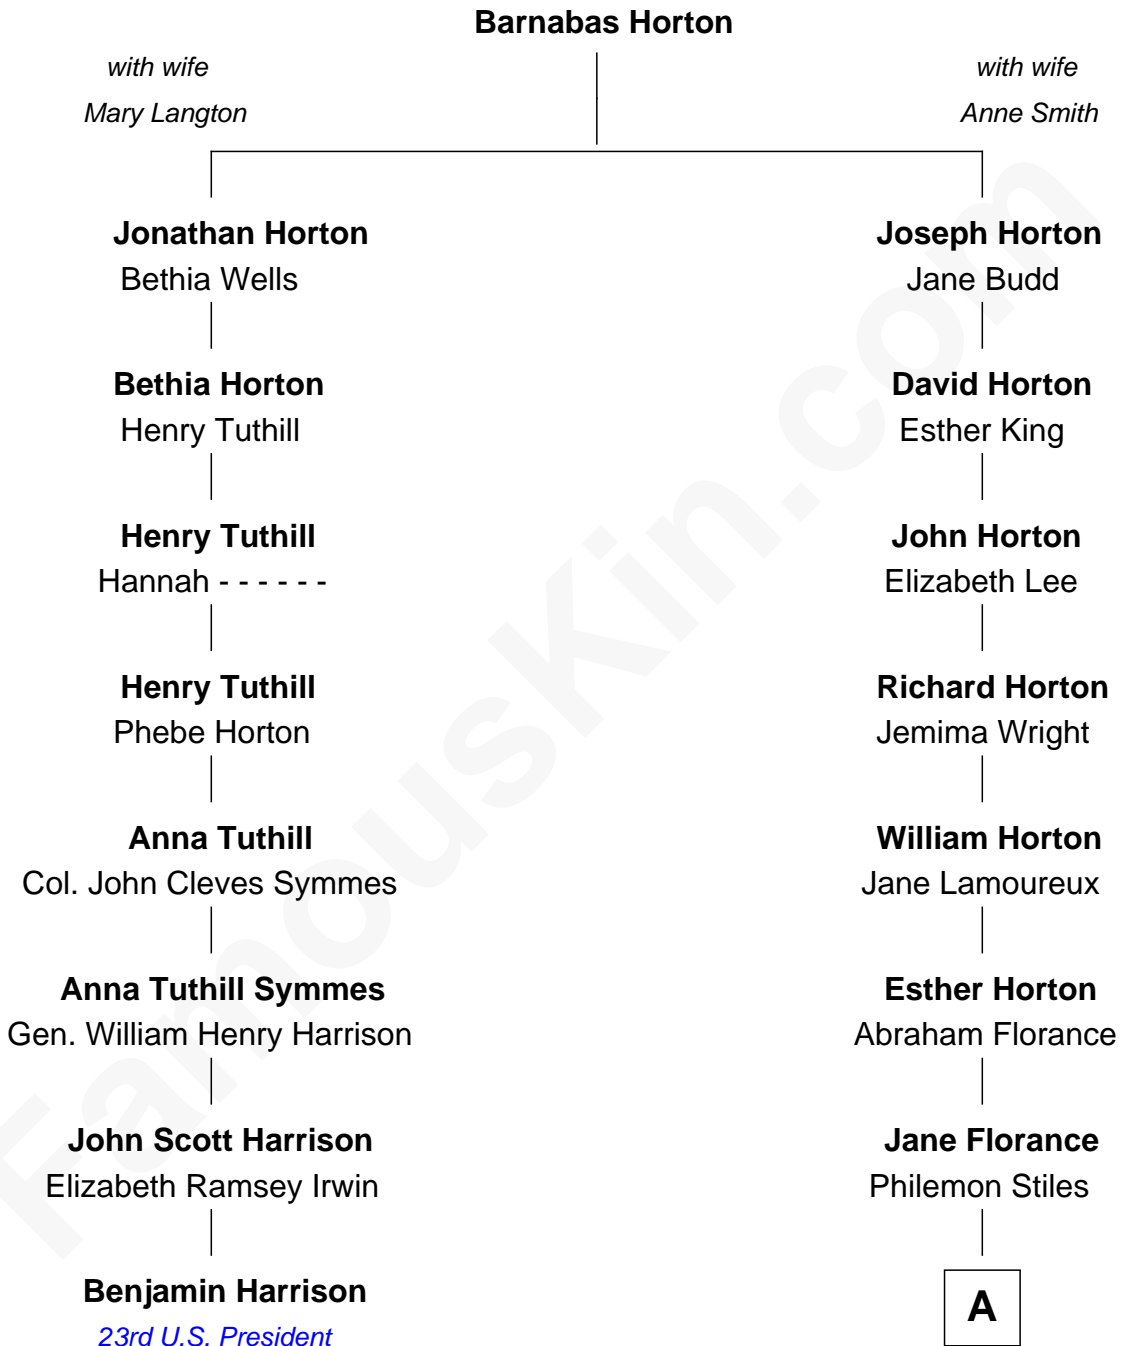 Barnabas Horton
with wife
Mary Langton
with wife
Anne Smith
Jonathan Horton
Bethia Wells
Joseph Horton
Jane Budd
Bethia Horton
Henry Tuthill
David Horton
Esther King
Henry Tuthill
Hannah - - - - - -
John Horton
Elizabeth Lee
Henry Tuthill
Phebe Horton
Richard Horton
Jemima Wright
Anna Tuthill
Col. John Cleves Symmes
William Horton
Jane Lamoureux
Anna Tuthill Symmes
Gen. William Henry Harrison
Esther Horton
Abraham Florance
John Scott Harrison
Elizabeth Ramsey Irwin
Jane Florance
Philemon Stiles
Benjamin Harrison
23rd U.S. President
A
FamousKin.com